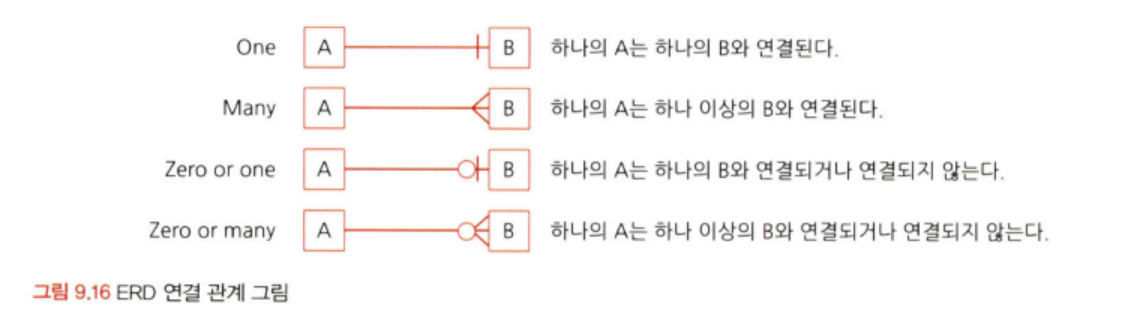 One A B 하나의 A는 하나의 B와 연결된다.
Many A B 하나의 A는 하나 이상의 B와 연결된다.
Zero or one A B 하나의 A는 하나의 B와 연결되거나 연결되지 않는다.
Zero or many A B 하나의 A는 하나 이상의 B와 연결되거나 연결되지 않는다.
그림 9.16 ERD 연결 관계 그림